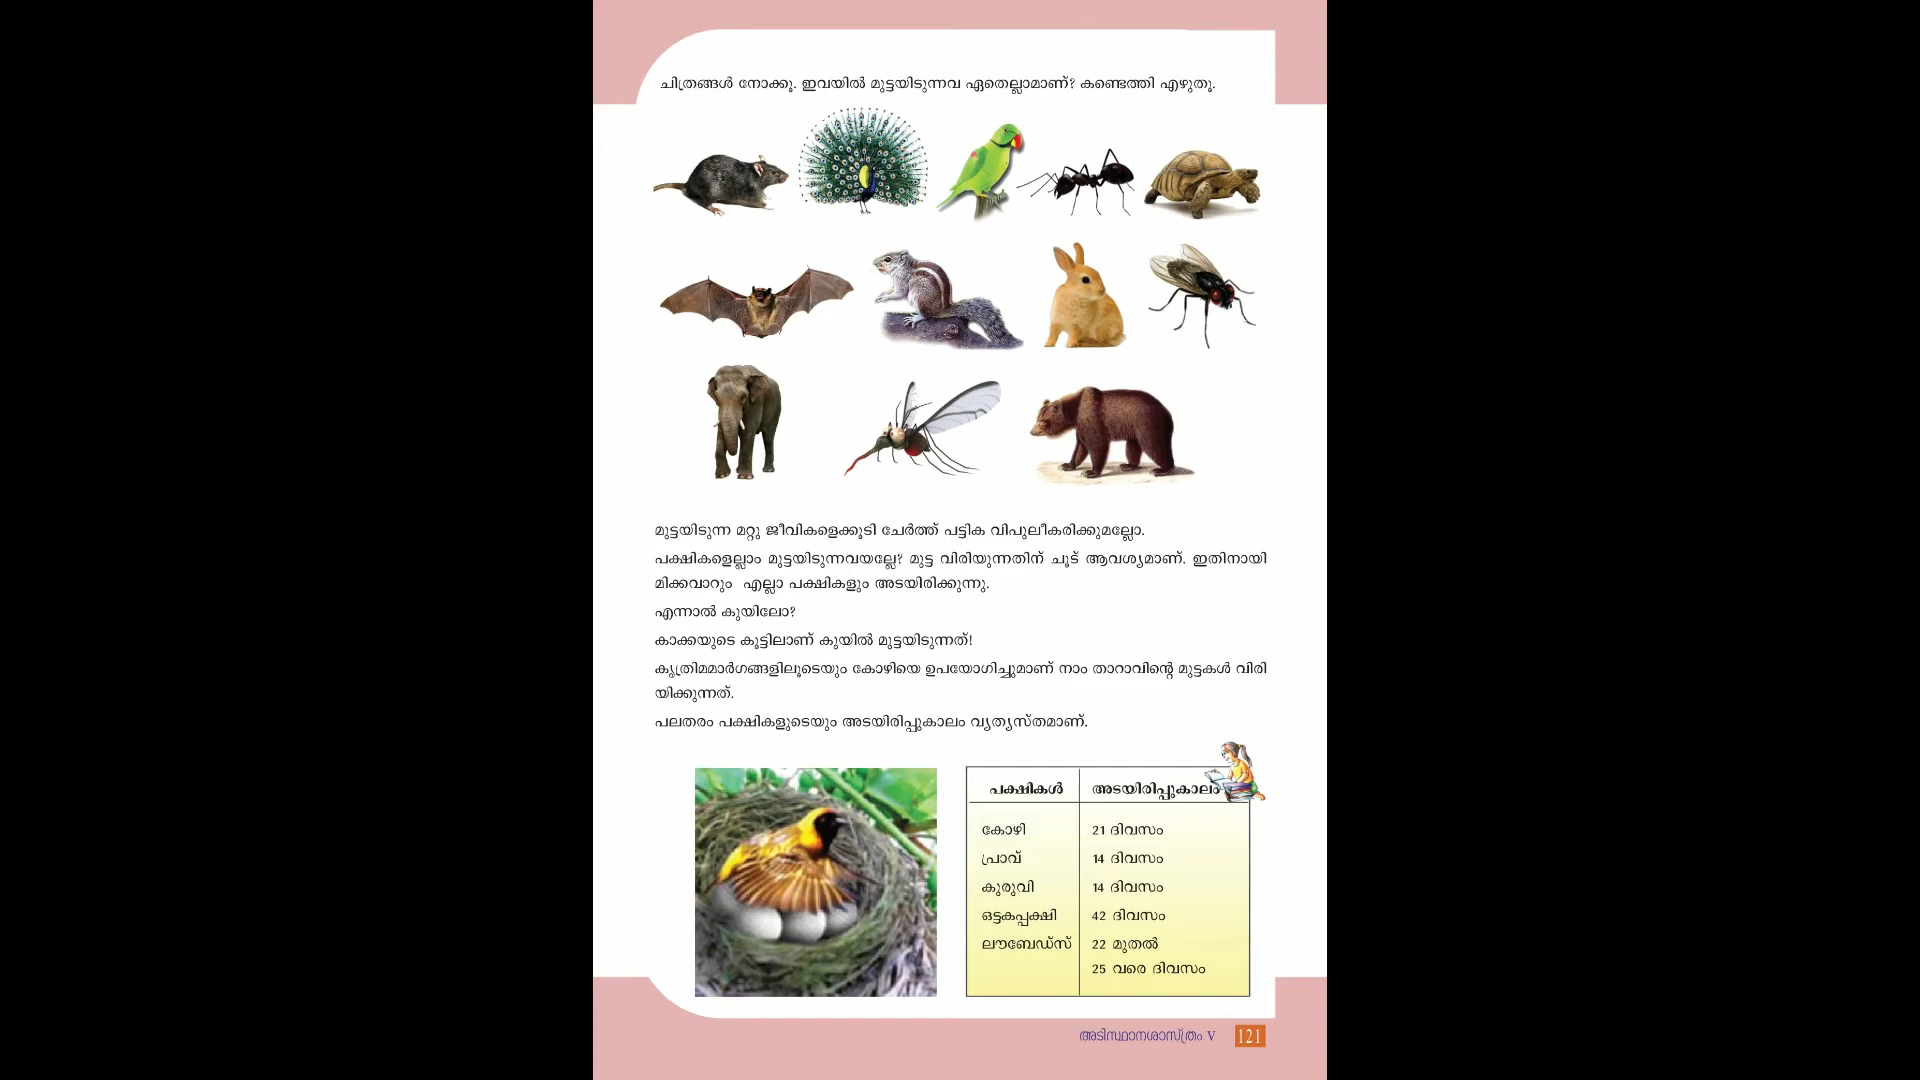 ചിത്രങ്ങൾ നോക്കൂ. ഇവയിൽ മുട്ടയിടുന്നവ ഏതെല്ലാമാണ്? കണ്ടെത്തി എഴുതൂ.
മുട്ടയിടുന്ന മറ്റു ജീവികളെക്കൂടി ചേർത്ത് പട്ടിക വിപുലീകരിക്കുമല്ലോ.
പക്ഷികളെല്ലാം മുട്ടയിടുന്നവയല്ലേ? മുട്ട വിരിയുന്നതിന് ചൂട് ആവശ്യമാണ്. ഇതിനായി
മിക്കവാറും എല്ലാ പക്ഷികളും അടയിരിക്കുന്നു.
എന്നാൽ കുയിലോ?
കാക്കയുടെ കൂട്ടിലാണ് കുയിൽ മുട്ടയിടുന്നത്!
കൃത്രിമമാർഗങ്ങളിലൂടെയും കോഴിയെ ഉപയോഗിച്ചുമാണ് നാം താറാവിന്റെ മുട്ടകൾ വിരി
യിക്കുന്നത്.
പലതരം പക്ഷികളുടെയും അടയിരിപ്പുകാലം വ്യത്യസ്തമാണ്.
പക്ഷികൾ അടയിരിപ്പുകാലം
കോഴി 21 ദിവസം
പ്രാവ് 14 ദിവസം
കുരുവി 14 ദിവസം
ഒട്ടകപ്പക്ഷി 42 ദിവസം
ലൗബേഡ്സ് 22 മുതൽ
25 വരെ ദിവസം
അടിസ്ഥാനശാസ്ത്രം V 121